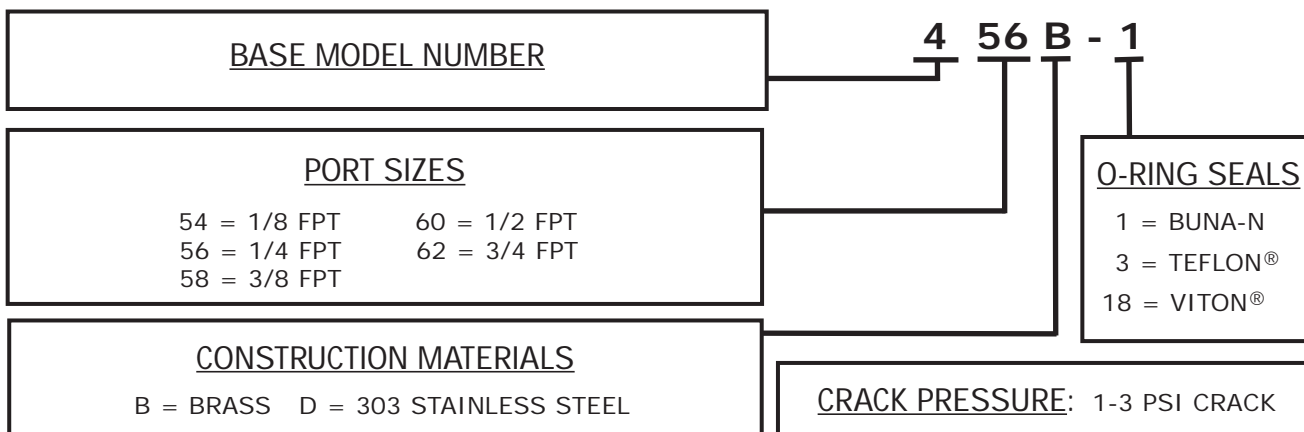 BASE MODEL NUMBER
4 56 B - 1
PORT SIZES
54 = 1/8 FPT 60 = 1/2 FPT
56 = 1/4 FPT 62 = 3/4 FPT
58 = 3/8 FPT
O-RING SEALS
1 = BUNA-N
3 = TEFLON®
18 = VITON®
CONSTRUCTION MATERIALS
B = BRASS D = 303 STAINLESS STEEL
CRACK PRESSURE: 1-3 PSI CRACK